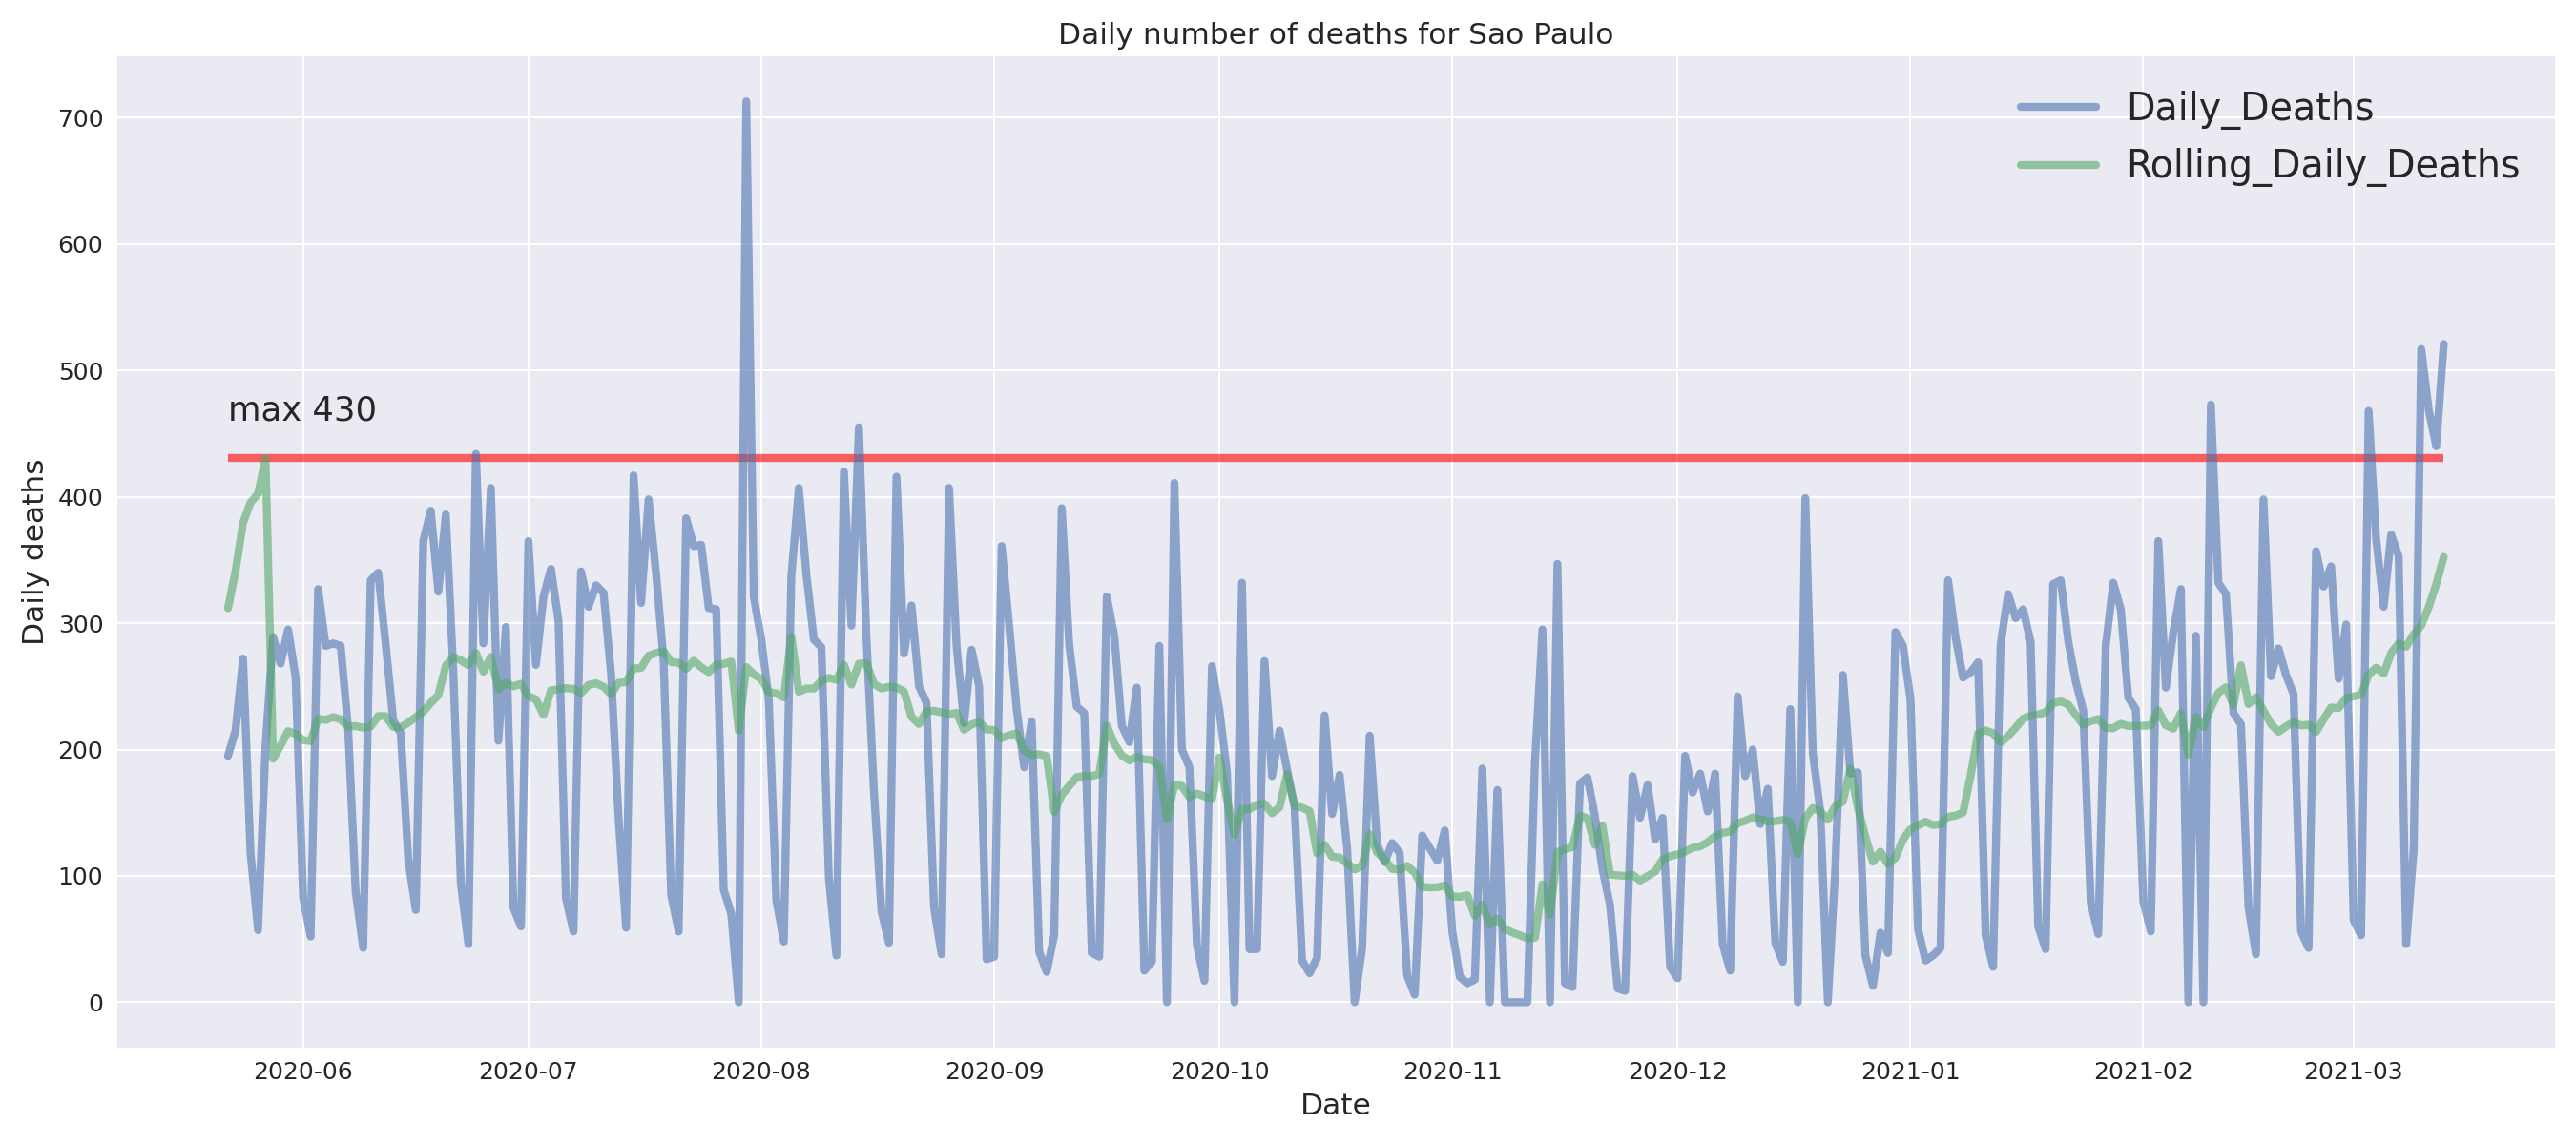 Daily number of deaths for Sao Paulo
Daily_Deaths
Rolling_Daily_Deaths
max 430
Daily deaths
700
600
500
400
300
200
100
0
2020-06 2020-07 2020-08 2020-09 2020-10 2020-11 2020-12 2021-01 2021-02 2021-03
Date